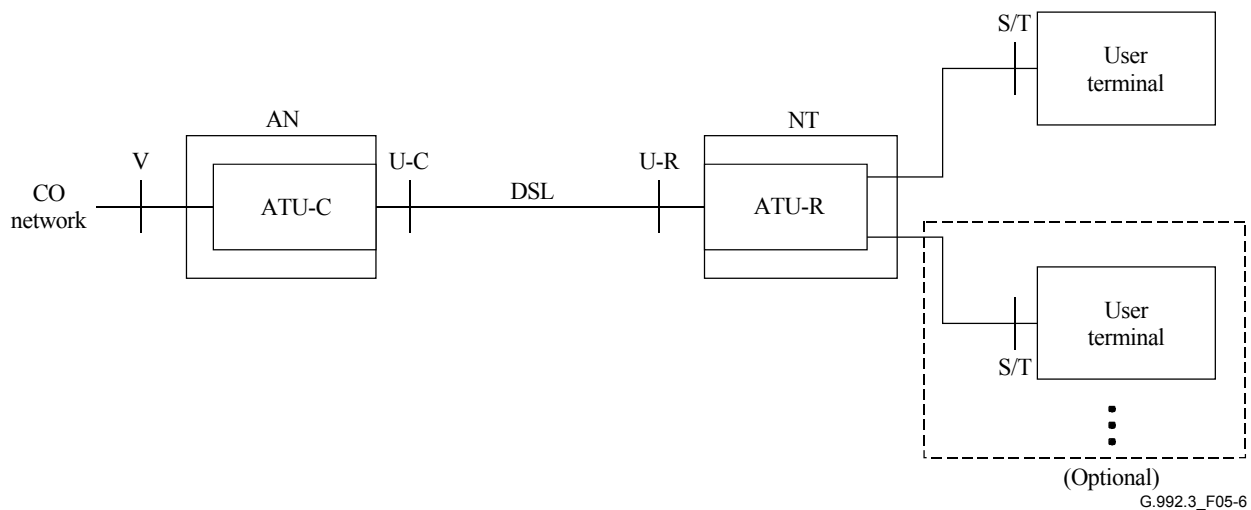 S/T
User
terminal
AN
NT
V
U-C
U-R
CO
network
ATU-C
DSL
ATU-R
User
terminal
S/T
(Optional)
G.992.3_F05-6